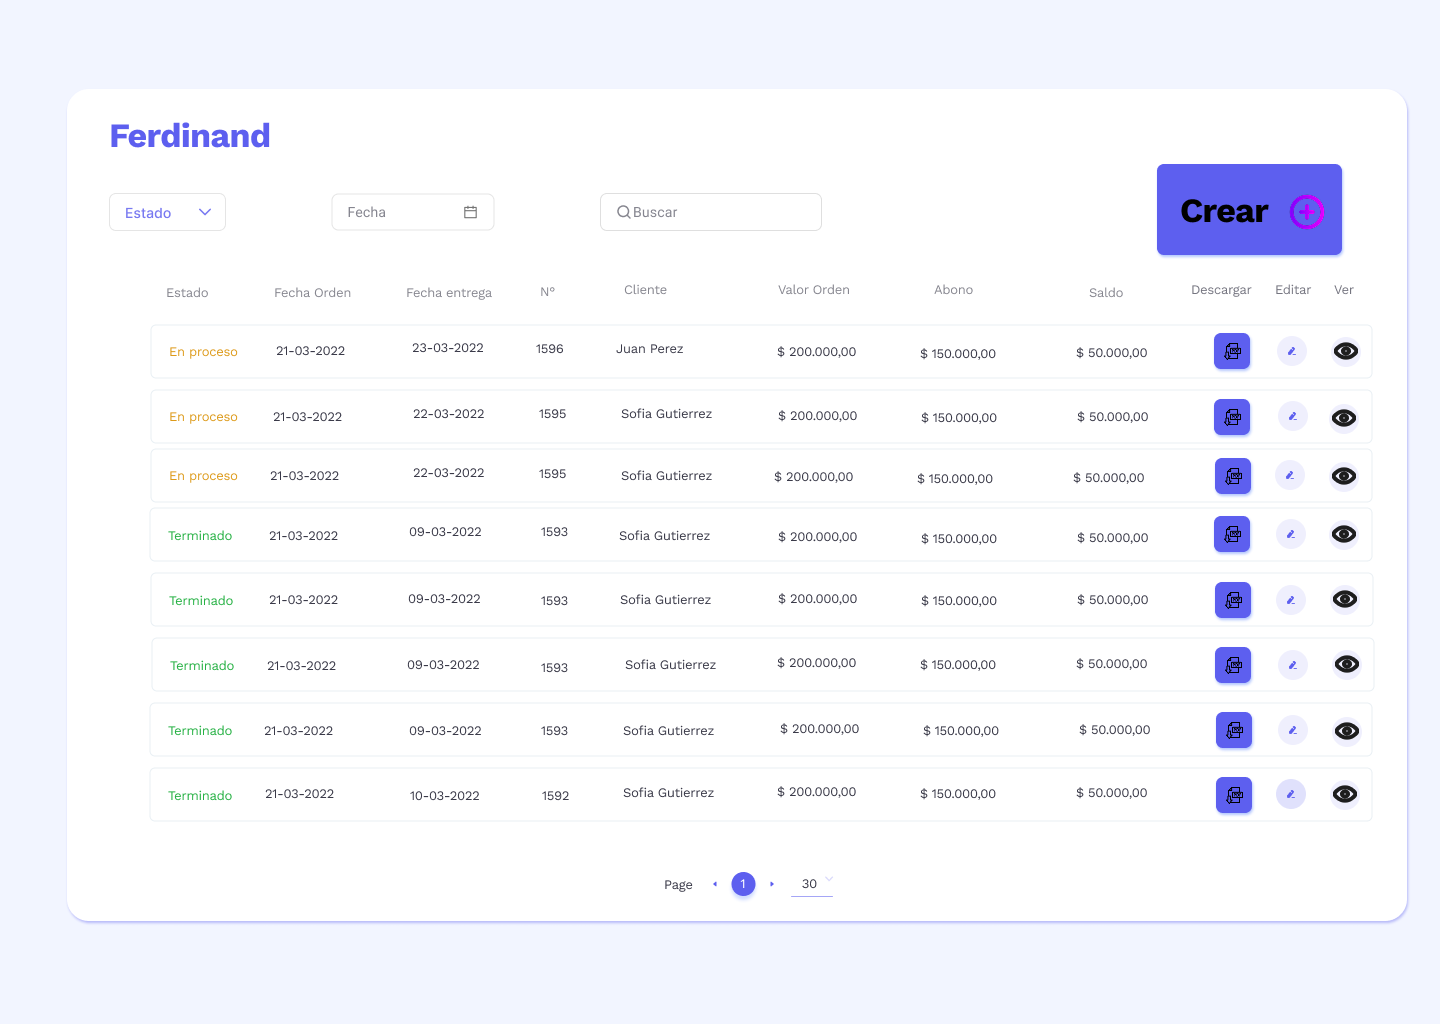 Ferdinand
Estado Fecha Buscar Crear
Estado Fecha Orden Fecha entrega N° Cliente Valor Orden Abono Saldo Descargar Editar Ver
En proceso 21-03-2022 23-03-2022 1596 Juan Perez $ 200.000,00 $ 150.000,00 $ 50.000,00
En proceso 21-03-2022 22-03-2022 1595 Sofia Gutierrez $ 200.000,00 $ 150.000,00 $ 50.000,00
En proceso 21-03-2022 22-03-2022 1595 Sofia Gutierrez $ 200.000,00 $ 150.000,00 $ 50.000,00
Terminado 21-03-2022 09-03-2022 1593 Sofia Gutierrez $ 200.000,00 $ 150.000,00 $ 50.000,00
Terminado 21-03-2022 09-03-2022 1593 Sofia Gutierrez $ 200.000,00 $ 150.000,00 $ 50.000,00
Terminado 21-03-2022 09-03-2022 1593 Sofia Gutierrez $ 200.000,00 $ 150.000,00 $ 50.000,00
Terminado 21-03-2022 09-03-2022 1593 Sofia Gutierrez $ 200.000,00 $ 150.000,00 $ 50.000,00
Terminado 21-03-2022 10-03-2022 1592 Sofia Gutierrez $ 200.000,00 $ 150.000,00 $ 50.000,00
Page 1 30